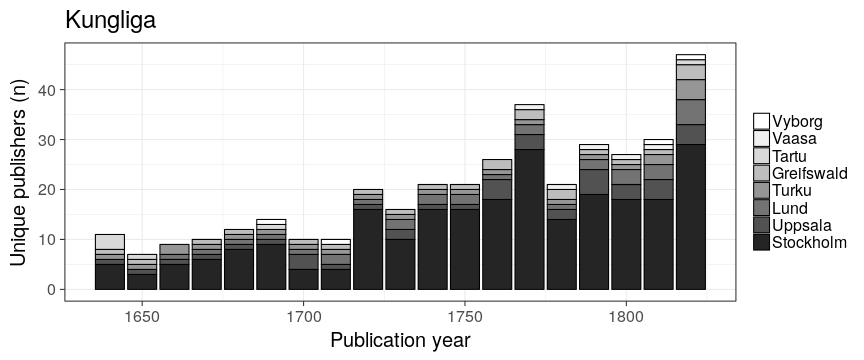 Kungliga
Unique publishers (n)
40
30
20
10
0
1650
1700
1750
1800
Publication year
Vyborg
Vaasa
Tartu
Greifswald
Turku
Lund
Uppsala
Stockholm